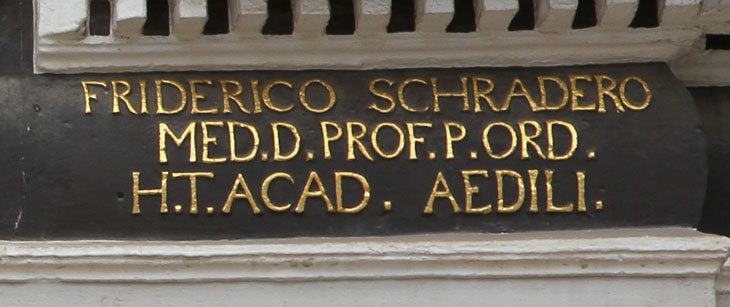 FRIDERICO SCHRADERO
MED.D.PROF.P.ORD.
H.T.ACAD. AEDILI.